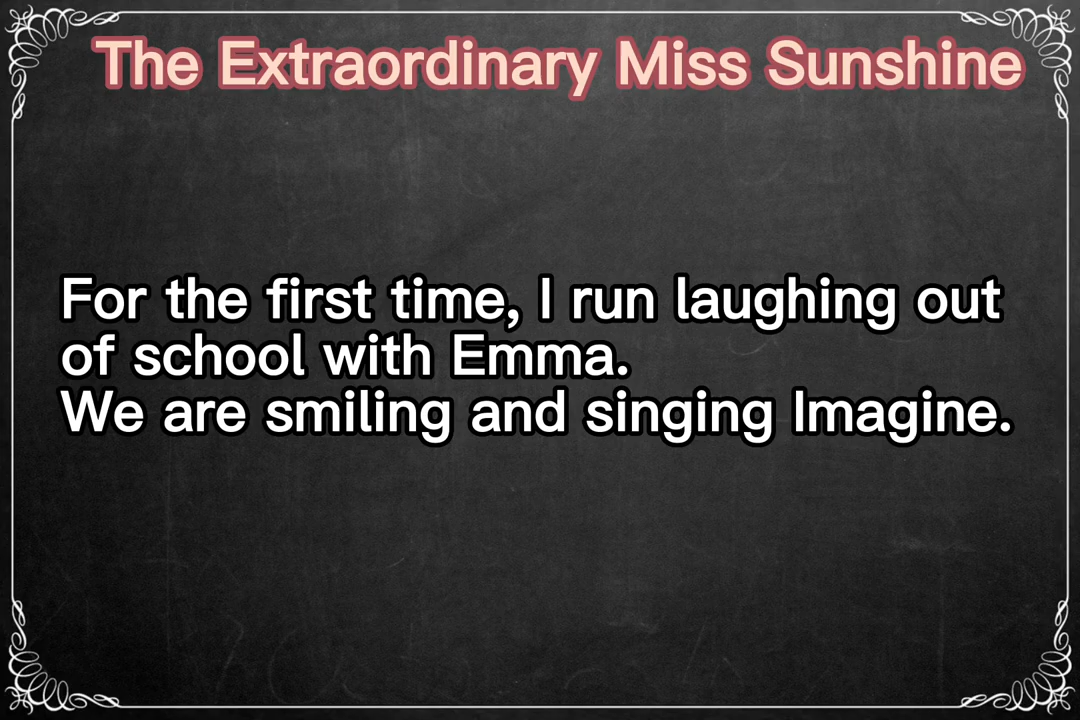 The Extraordinary Miss Sunshine
For the first time, I run laughing out
of school with Emma.
We are smiling and singing Imagine.